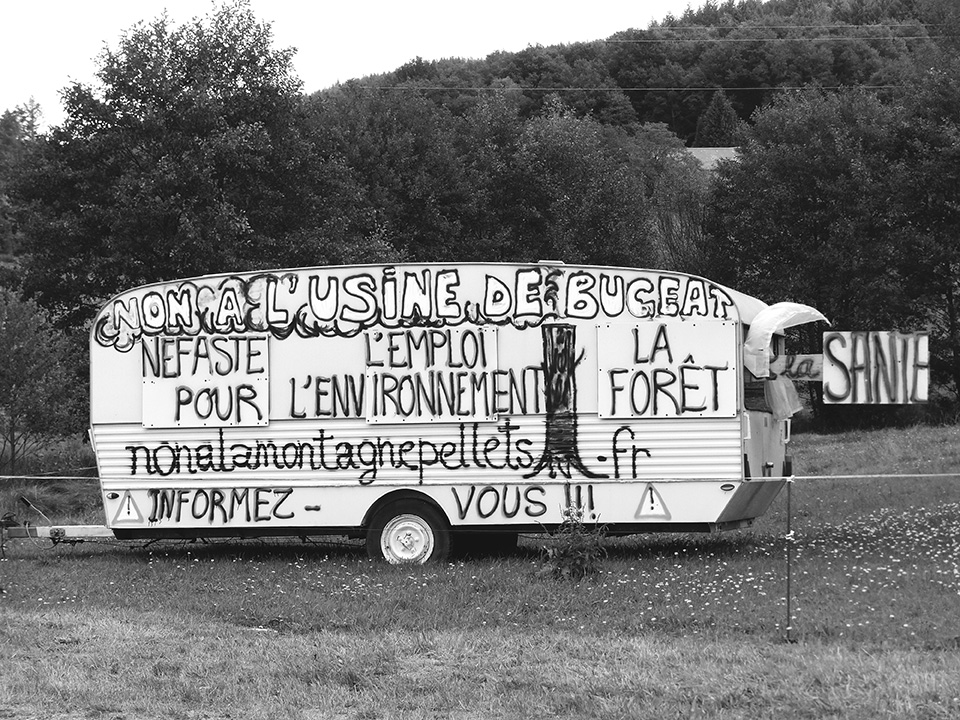 NON A L'USINE DE BUGEAT
NEFASTE POUR
L'EMPLOI
L'ENVIRONNEMENT
LA FORÊT
la SANTE
nonalamontagnepellets.fr
INFORMEZ - VOUS !!!